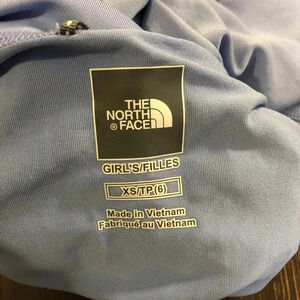 THE
NORTH
FACE
®
GIRL'S/FILLES
XS/TP (6)
Made in Vietnam
Fabriqué au Vietnam